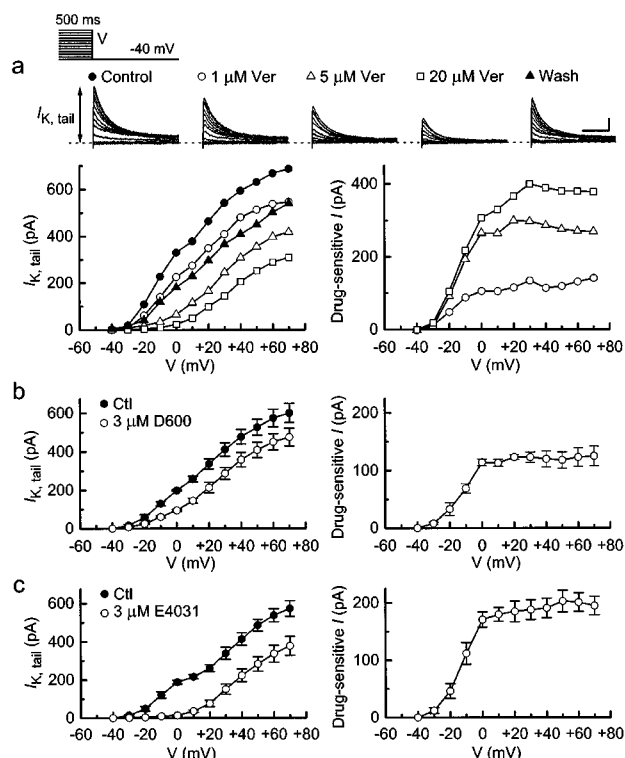 500 ms
V
-40 mV
a
● Control ○ 1 μM Ver △ 5 μM Ver □ 20 μM Ver ▲ Wash
IK, tail
IK, tail (pA)
600
400
200
0
-60 -40 -20 0 +20 +40 +60 +80
V (mV)
Drug-sensitive I (pA)
400
200
0
-60 -40 -20 0 +20 +40 +60 +80
V (mV)
b
● Ctl
○ 3 μM D600
IK, tail (pA)
600
400
200
0
-60 -40 -20 0 +20 +40 +60 +80
V (mV)
Drug-sensitive I (pA)
200
100
0
-60 -40 -20 0 +20 +40 +60 +80
V (mV)
c
● Ctl
○ 3 μM E4031
IK, tail (pA)
600
400
200
0
-60 -40 -20 0 +20 +40 +60 +80
V (mV)
Drug-sensitive I (pA)
200
100
0
-60 -40 -20 0 +20 +40 +60 +80
V (mV)